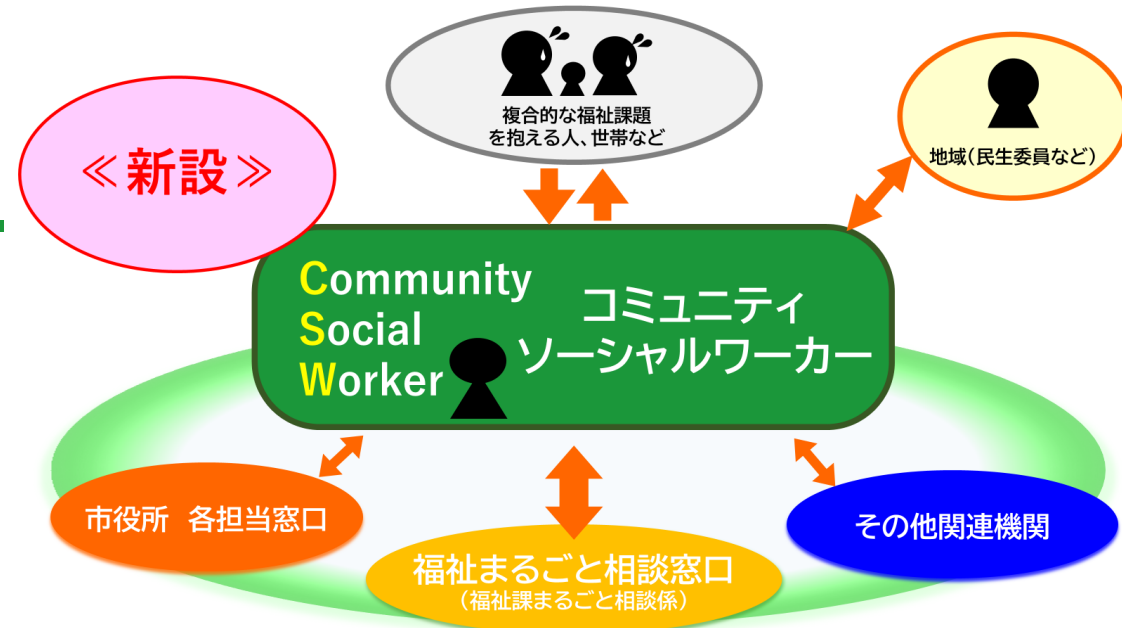 複合的な福祉課題
を抱える人、世帯など
地域(民生委員など)
≪新設≫
Community
Social
Worker
コミュニティ
ソーシャルワーカー
市役所 各担当窓口
福祉まるごと相談窓口
(福祉課まるごと相談係)
その他関連機関